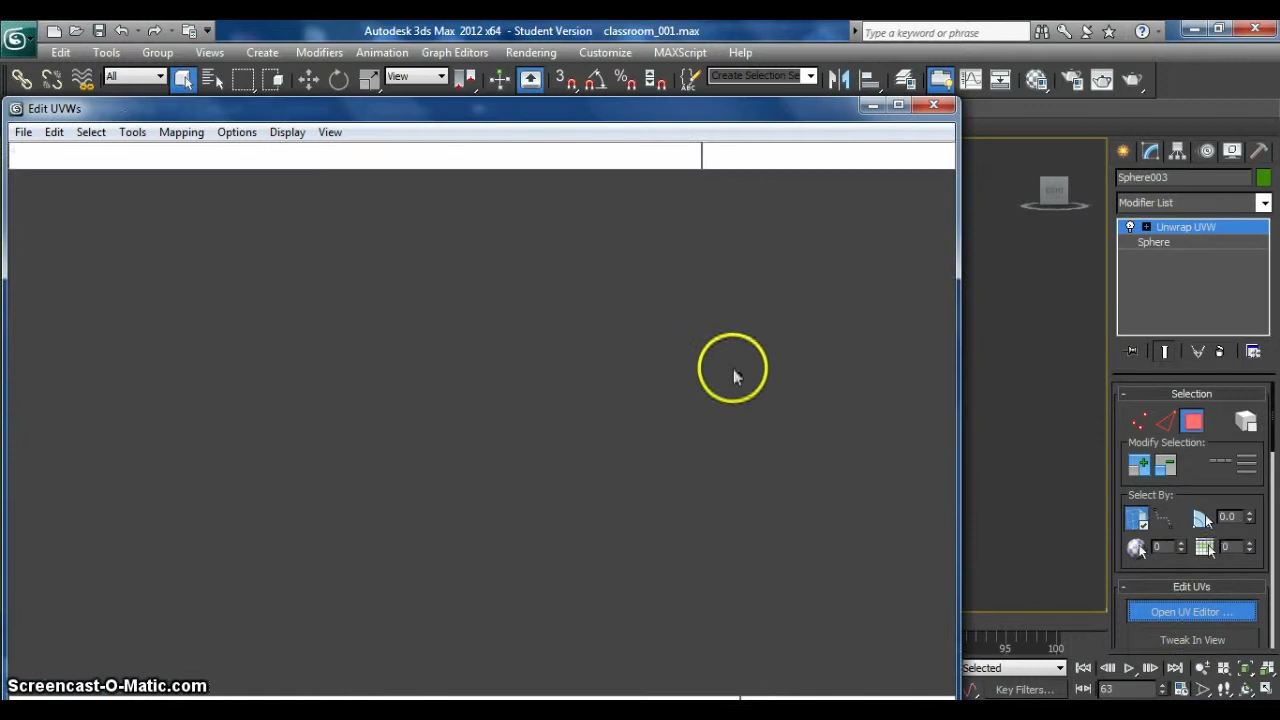 Autodesk 3ds Max 2012 x64 - Student Version classroom_001.max
Type a keyword or phrase
Edit Tools Group Views Create Modifiers Animation Graph Editors Rendering Customize MAXScript Help
All View 3 Create Selection Se
Edit UVWs
File Edit Select Tools Mapping Options Display View
Sphere003
Modifier List
Unwrap UVW
Sphere
Selection
Modify Selection:
Select By:
0.0
0 0
Edit UVs
Open UV Editor ...
Tweak In View
95 100
Selected
Key Filters... 63
Screencast-O-Matic.com